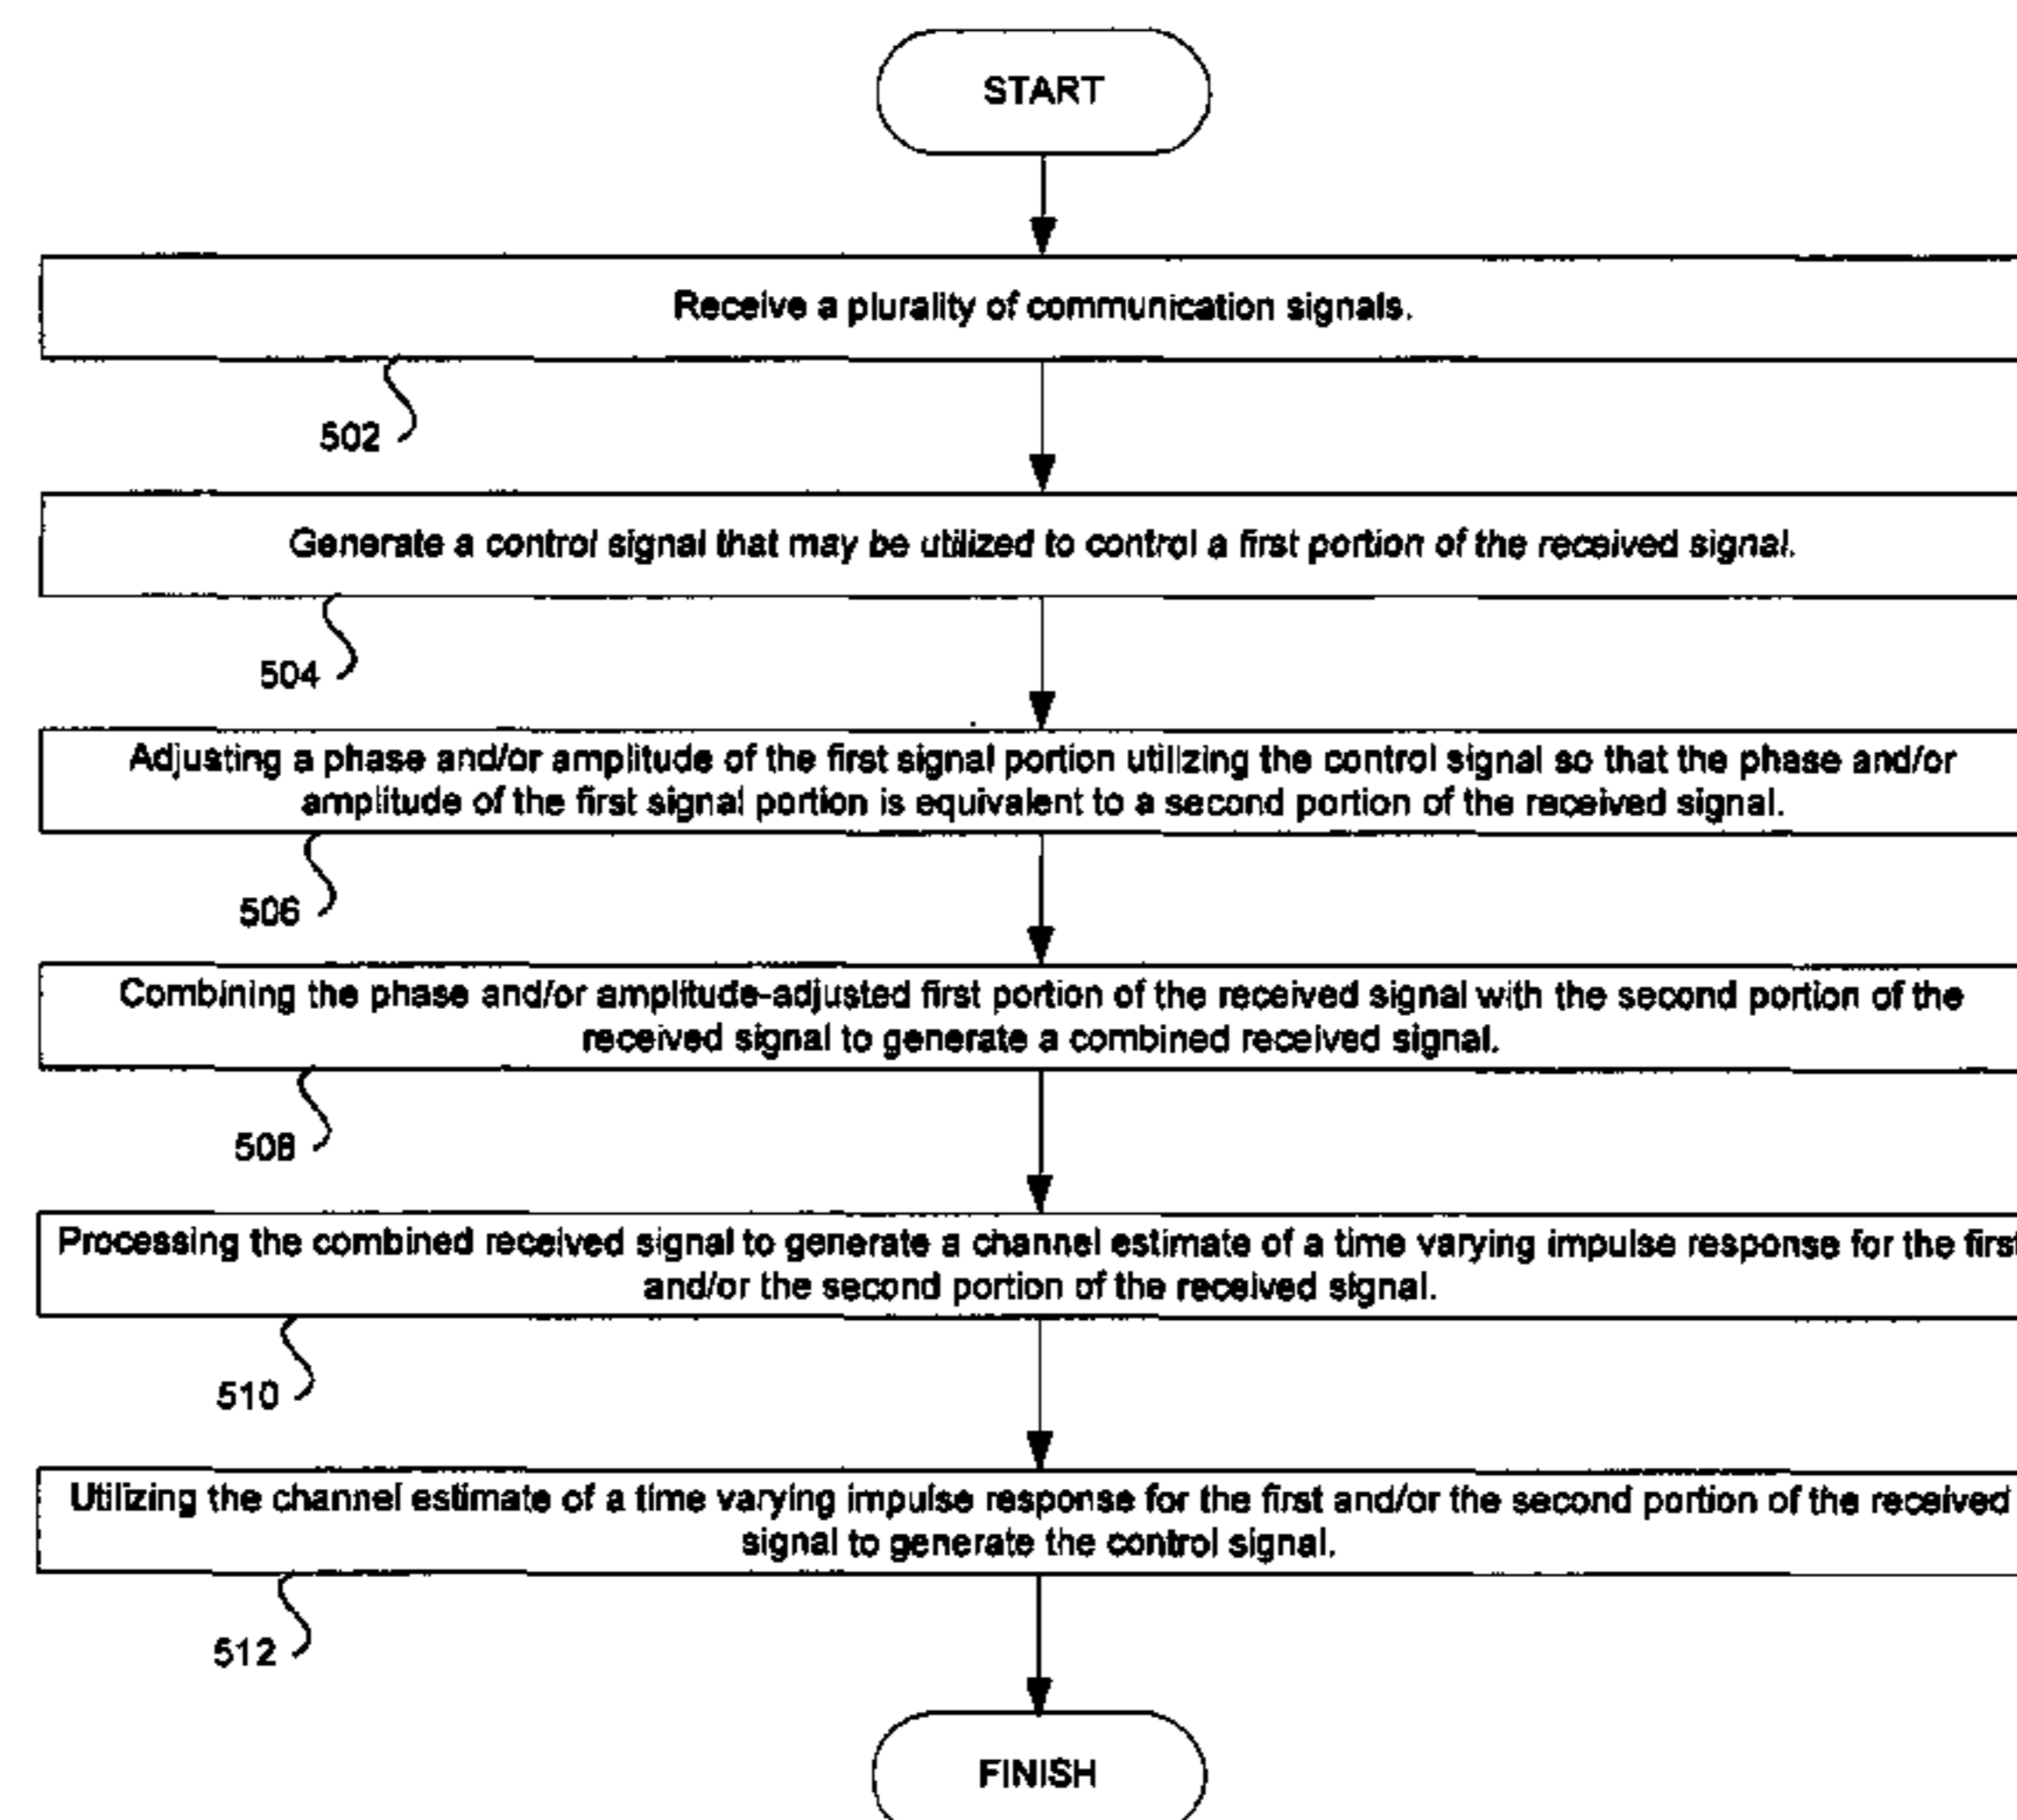 START
Receive a plurality of communication signals.
502
Generate a control signal that may be utilized to control a first portion of the received signal.
504
Adjusting a phase and/or amplitude of the first signal portion utilizing the control signal so that the phase and/or
amplitude of the first signal portion is equivalent to a second portion of the received signal.
506
Combining the phase and/or amplitude-adjusted first portion of the received signal with the second portion of the
received signal to generate a combined received signal.
508
Processing the combined received signal to generate a channel estimate of a time varying impulse response for the first
and/or the second portion of the received signal.
510
Utilizing the channel estimate of a time varying impulse response for the first and/or the second portion of the received
signal to generate the control signal.
512
FINISH